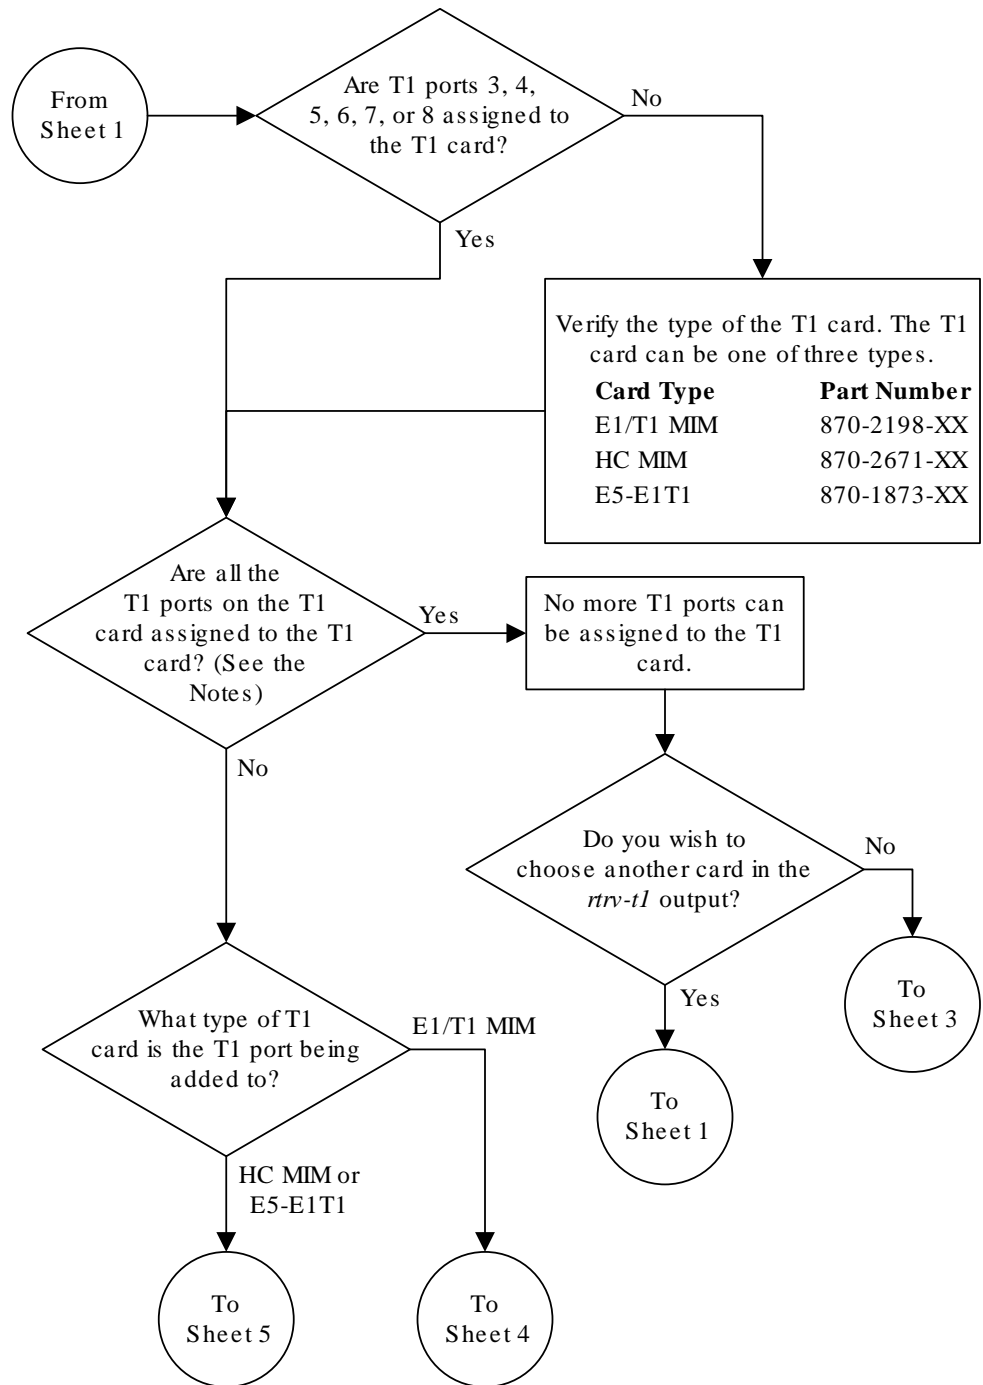 From
Sheet 1
Are T1 ports 3, 4,
5, 6, 7, or 8 assigned to
the T1 card?
No
Yes
Verify the type of the T1 card. The T1
card can be one of three types.
Card Type Part Number
E1/T1 MIM 870-2198-XX
HC MIM 870-2671-XX
E5-E1T1 870-1873-XX
Are all the
T1 ports on the T1
card assigned to the T1
card? (See the
Notes)
Yes
No more T1 ports can
be assigned to the T1
card.
No
Do you wish to
choose another card in the
rtrv-t1 output?
No
To
Sheet 3
Yes
To
Sheet 1
What type of T1
card is the T1 port being
added to?
E1/T1 MIM
HC MIM or
E5-E1T1
To
Sheet 5
To
Sheet 4